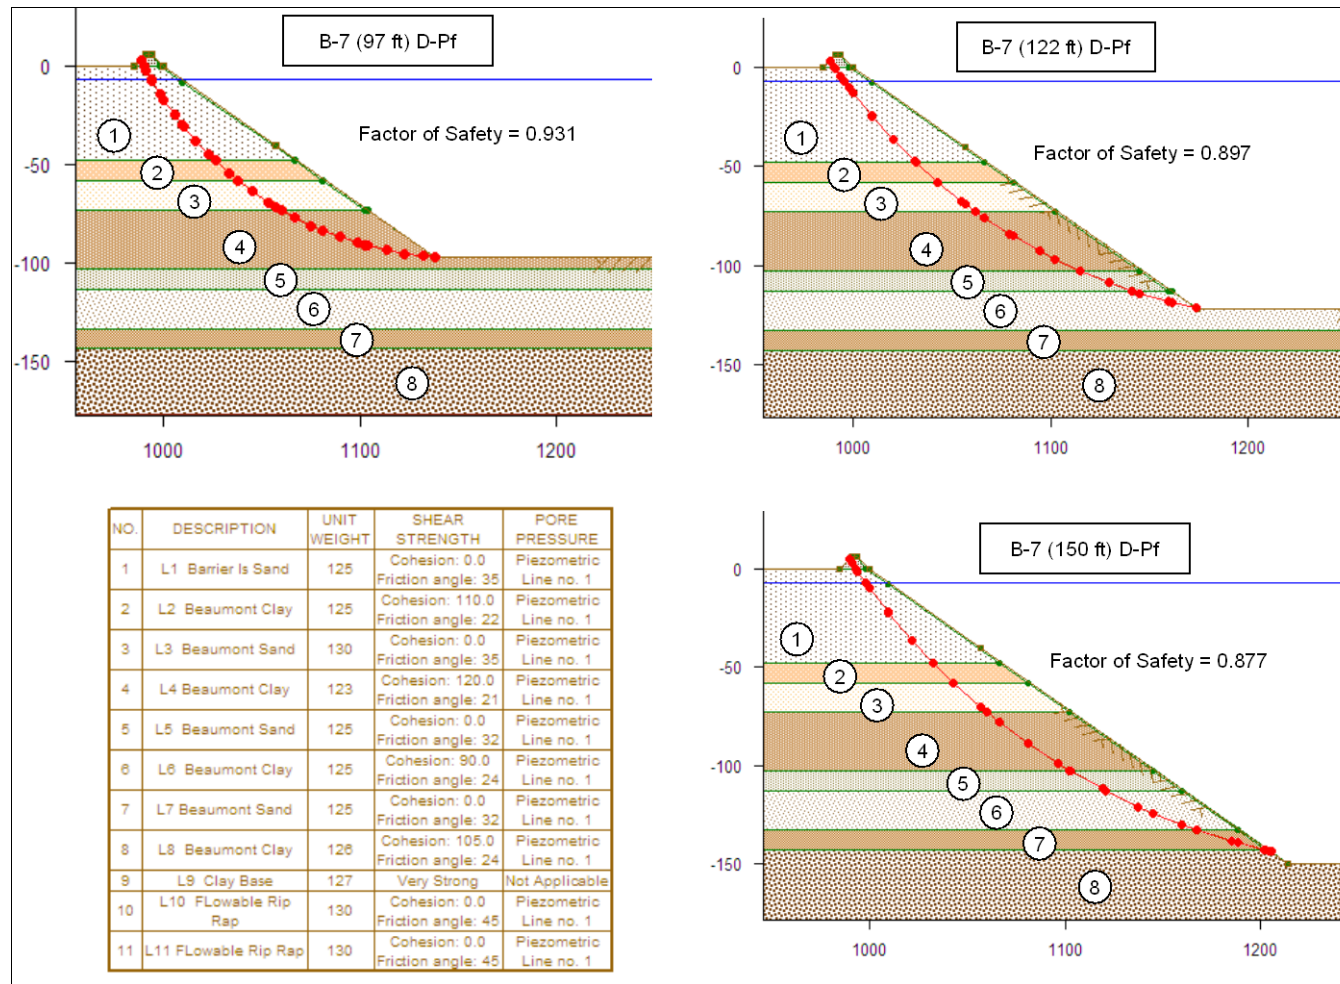 B-7 (97 ft) D-Pf
0
-50
-100
-150
Factor of Safety = 0.931
1
2
3
4
5
6
7
8
1000
1100
1200
B-7 (122 ft) D-Pf
0
-50
-100
-150
Factor of Safety = 0.897
1
2
3
4
5
6
7
8
1000
1100
1200
NO. DESCRIPTION UNIT WEIGHT SHEAR STRENGTH PORE PRESSURE
1 L1 Barrier Is Sand 125 Cohesion: 0.0 Friction angle: 35 Piezometric Line no. 1
2 L2 Beaumont Clay 125 Cohesion: 110.0 Friction angle: 22 Piezometric Line no. 1
3 L3 Beaumont Sand 130 Cohesion: 0.0 Friction angle: 35 Piezometric Line no. 1
4 L4 Beaumont Clay 123 Cohesion: 120.0 Friction angle: 21 Piezometric Line no. 1
5 L5 Beaumont Sand 125 Cohesion: 0.0 Friction angle: 32 Piezometric Line no. 1
6 L6 Beaumont Clay 125 Cohesion: 90.0 Friction angle: 24 Piezometric Line no. 1
7 L7 Beaumont Sand 125 Cohesion: 0.0 Friction angle: 32 Piezometric Line no. 1
8 L8 Beaumont Clay 126 Cohesion: 105.0 Friction angle: 24 Piezometric Line no. 1
9 L9 Clay Base 127 Very Strong Not Applicable
10 L10 FLowable Rip Rap 130 Cohesion: 0.0 Friction angle: 45 Piezometric Line no. 1
11 L11 FLowable Rip Rap 130 Cohesion: 0.0 Friction angle: 45 Piezometric Line no. 1
B-7 (150 ft) D-Pf
0
-50
-100
-150
Factor of Safety = 0.877
1
2
3
4
5
6
7
8
1000
1100
1200